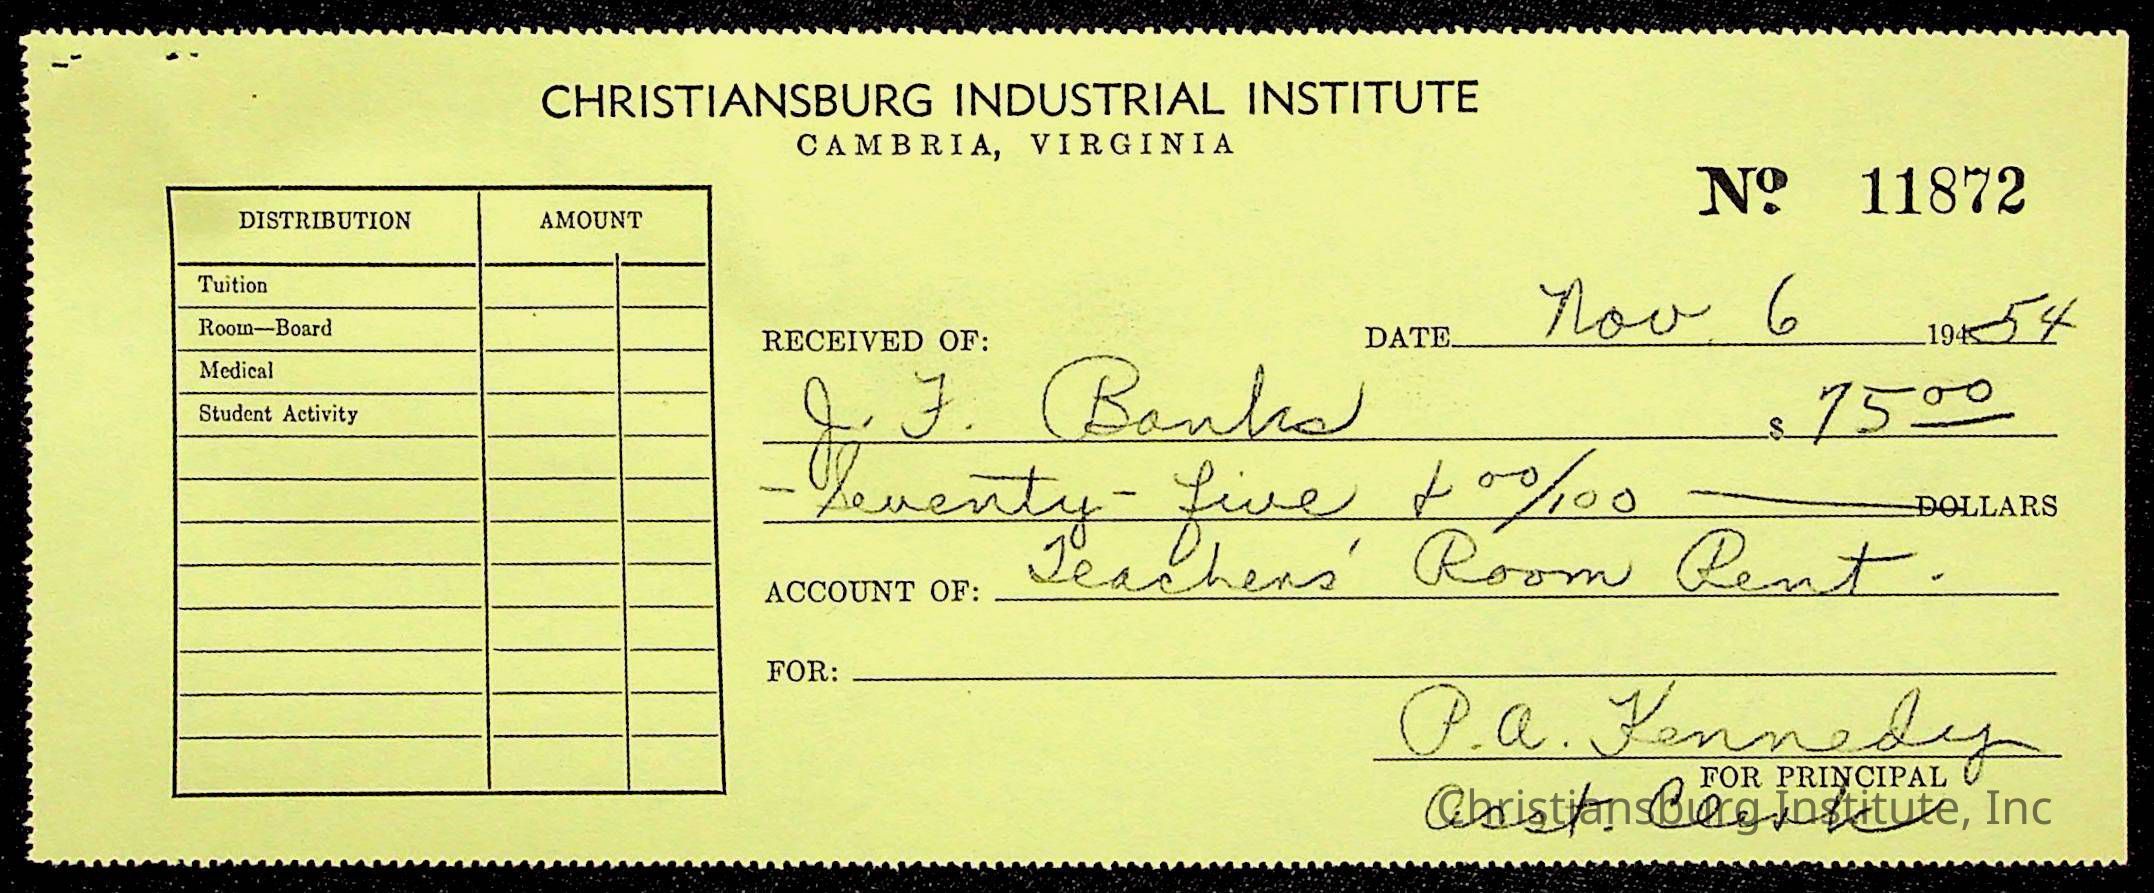 CHRISTIANSBURG INDUSTRIAL INSTITUTE
CAMBRIA, VIRGINIA
Nº 11872
DISTRIBUTION AMOUNT
Tuition
Room—Board
Medical
Student Activity
DATE Nov. 6 194 54
RECEIVED OF:
J. F. Banks $ 75 00
- Seventy-five & 00/100 DOLLARS
ACCOUNT OF: Teachers' Room Rent.
FOR:
P. A. Kennedy
FOR PRINCIPAL
Asst. Clerk
Christiansburg Institute, Inc